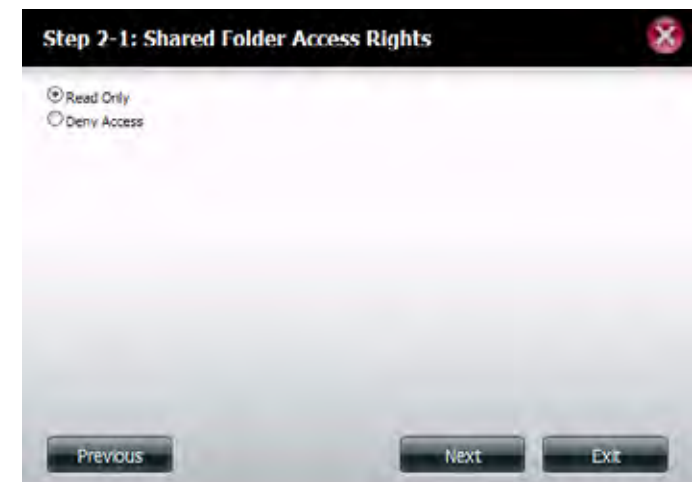 Step 2-1: Shared Folder Access Rights
Read Only
Deny Access
Previous Next Exit